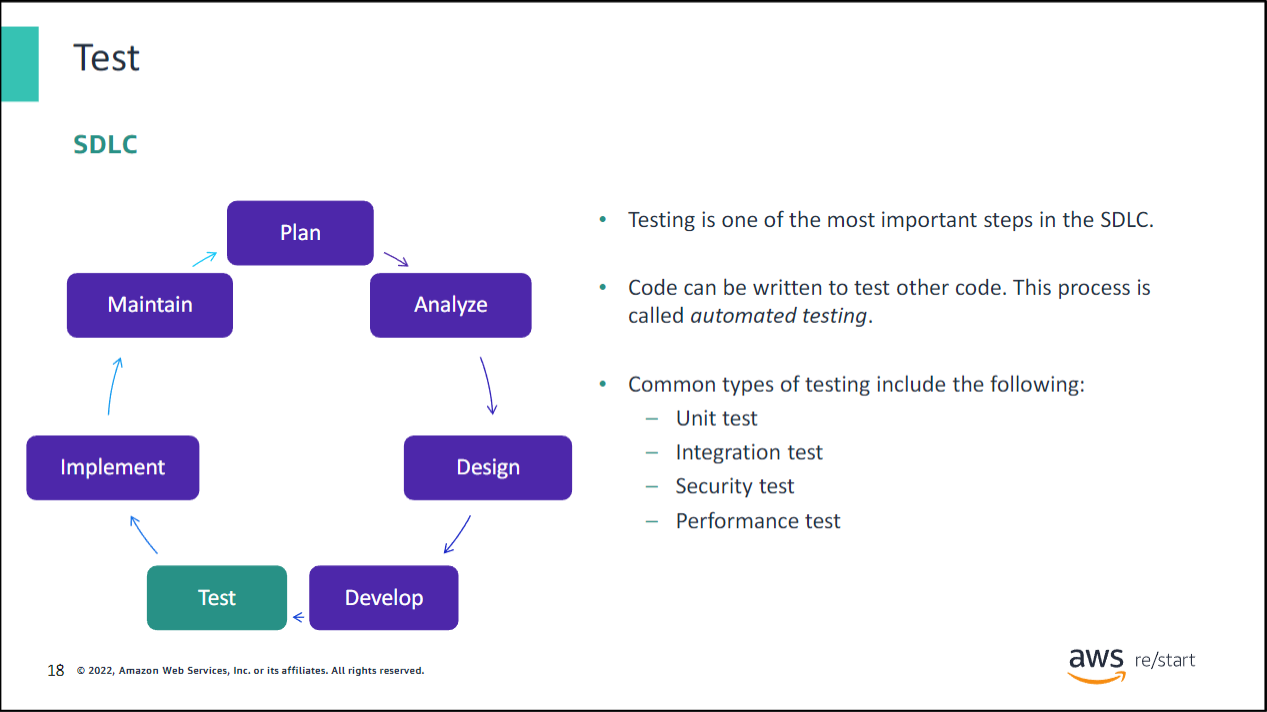 Test
SDLC
Plan
Analyze
Design
Develop
Test
Implement
Maintain
• Testing is one of the most important steps in the SDLC.
• Code can be written to test other code. This process is
called automated testing.
• Common types of testing include the following:
– Unit test
– Integration test
– Security test
– Performance test
18 © 2022, Amazon Web Services, Inc. or its affiliates. All rights reserved.
aws re/start